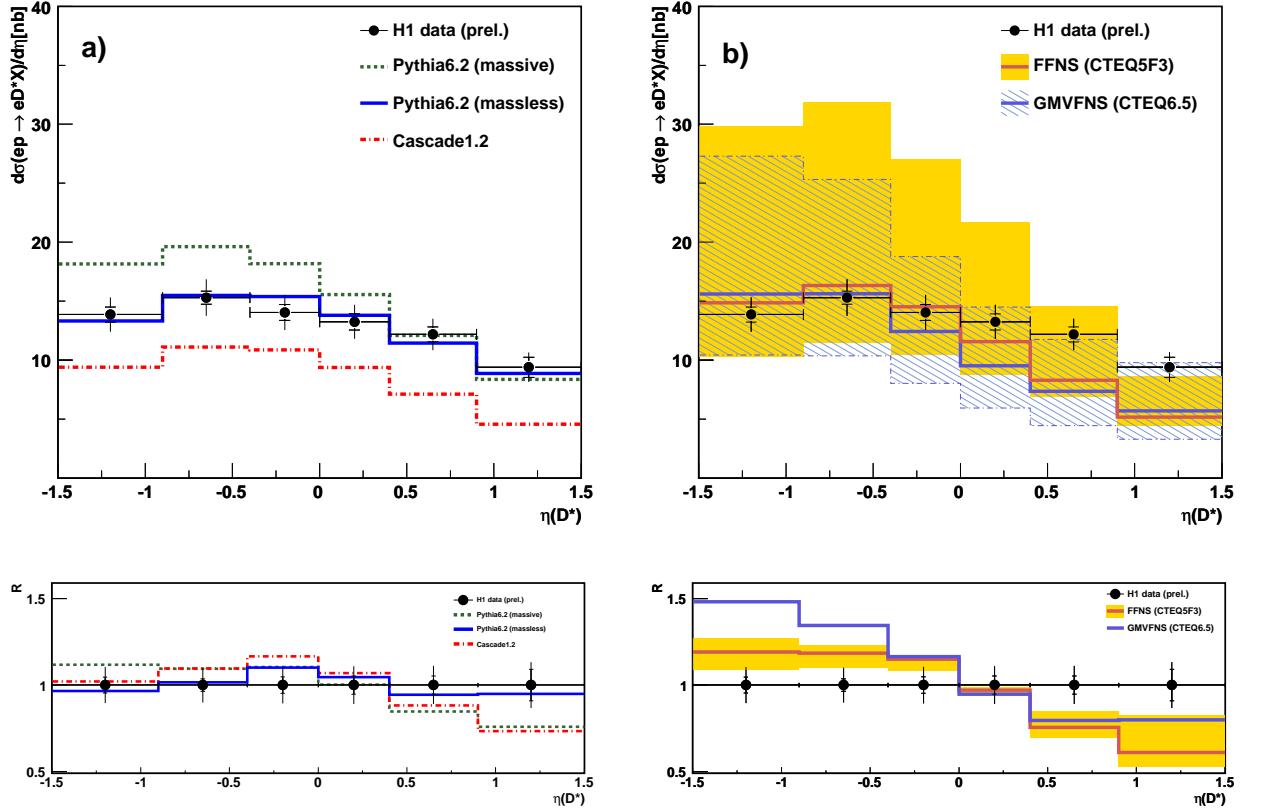 dσ(ep → eD*X)/dη[nb]
a)
H1 data (prel.)
Pythia6.2 (massive)
Pythia6.2 (massless)
Cascade1.2
40
30
20
10
-1.5 -1 -0.5 0 0.5 1 1.5
η(D*)
dσ(ep → eD*X)/dη[nb]
b)
H1 data (prel.)
FFNS (CTEQ5F3)
GMVFNS (CTEQ6.5)
40
30
20
10
-1.5 -1 -0.5 0 0.5 1 1.5
η(D*)
R
H1 data (prel.)
Pythia6.2 (massive)
Pythia6.2 (massless)
Cascade1.2
1.5
1
0.5
-1.5 -1 -0.5 0 0.5 1 1.5
η(D*)
R
H1 data (prel.)
FFNS (CTEQ5F3)
GMVFNS (CTEQ6.5)
1.5
1
0.5
-1.5 -1 -0.5 0 0.5 1 1.5
η(D*)